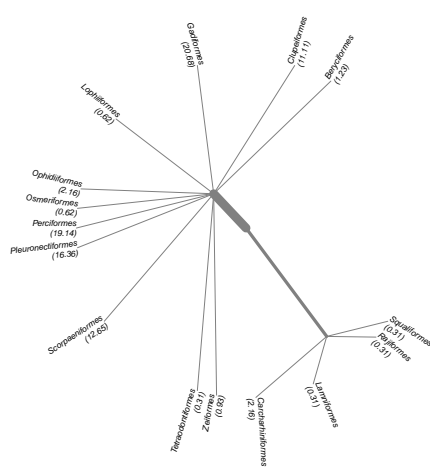 Gadiformes
(20.68)
Clupeiformes
(11.11)
Beryciformes
(1.23)
Lophiiformes
(0.62)
Ophidiiformes
(2.16)
Osmeriformes
(0.62)
Perciformes
(19.14)
Pleuronectiformes
(16.36)
Scorpaeniformes
(12.65)
Tetraodontiformes
(0.31)
Zeiformes
(0.93)
Carcharhiniformes
(2.16)
Lamniformes
(0.31)
Rajiformes
(0.31)
Squaliformes
(0.31)